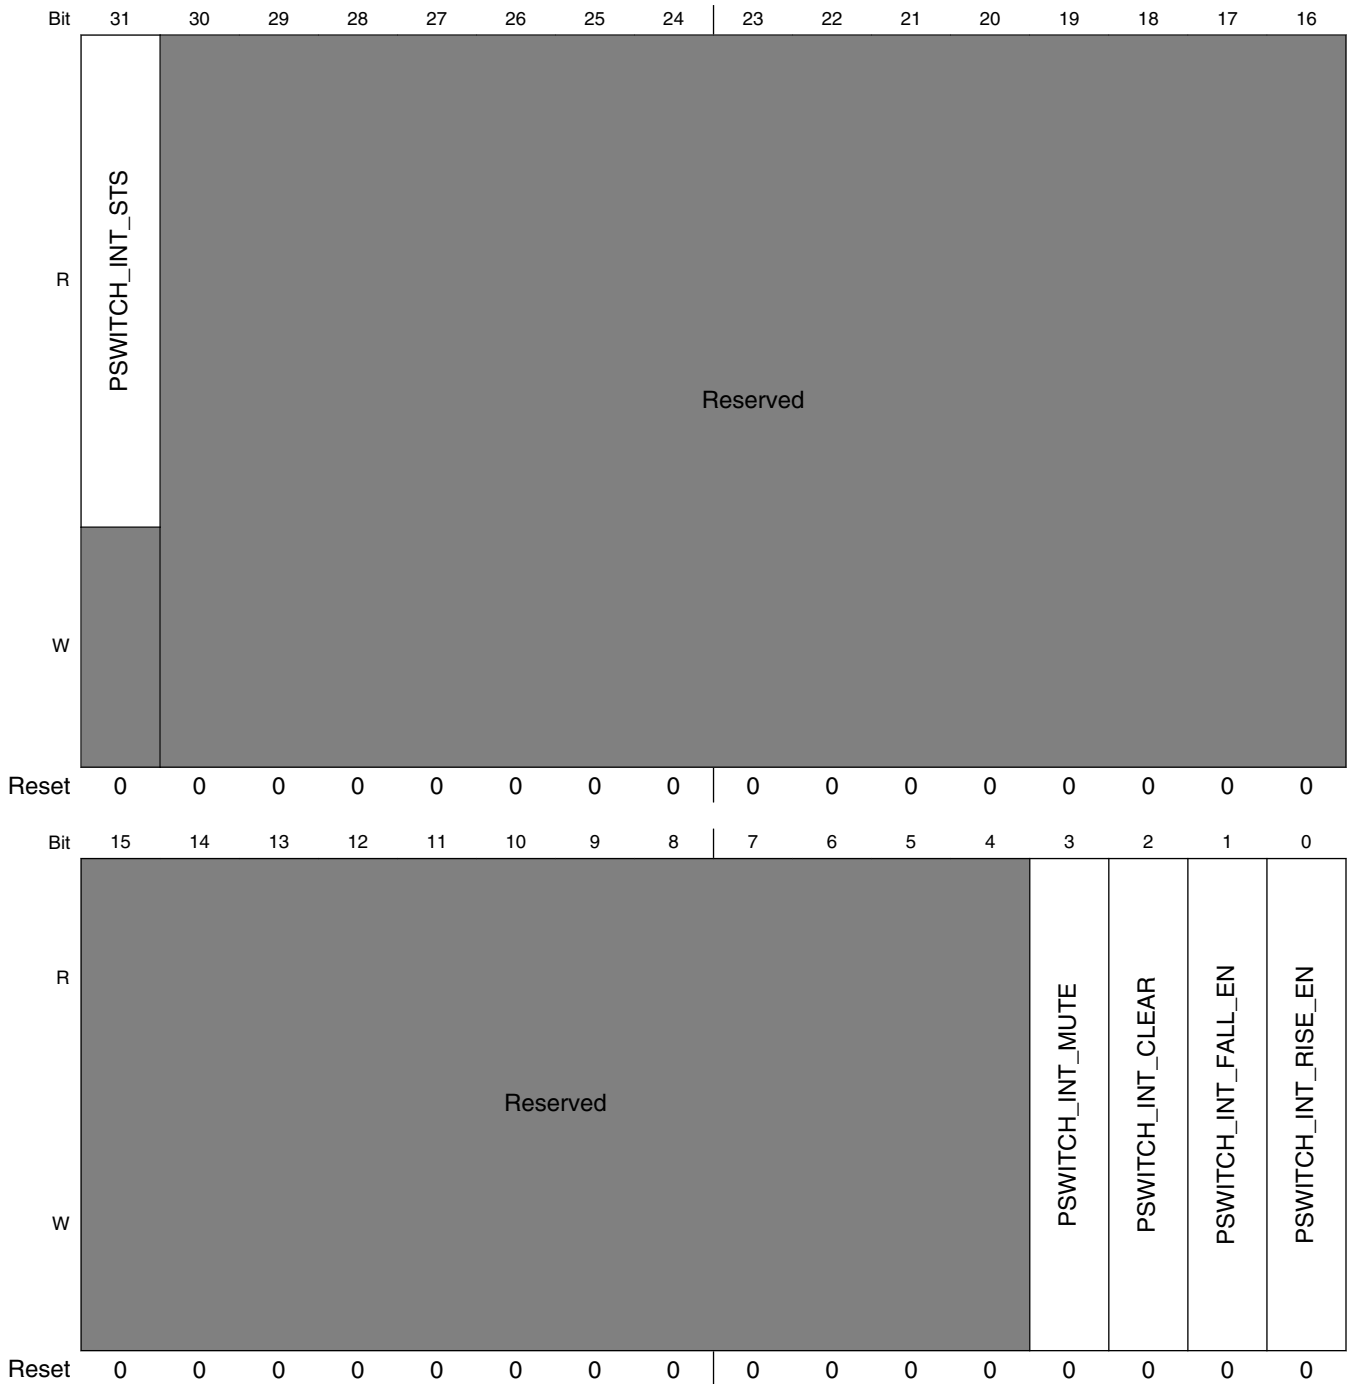 Bit 31 30 29 28 27 26 25 24 23 22 21 20 19 18 17 16
R
PSWITCH_INT_STS
Reserved
W
Reset 0 0 0 0 0 0 0 0 0 0 0 0 0 0 0 0
Bit 15 14 13 12 11 10 9 8 7 6 5 4 3 2 1 0
R
Reserved
PSWITCH_INT_MUTE
PSWITCH_INT_CLEAR
PSWITCH_INT_FALL_EN
PSWITCH_INT_RISE_EN
W
Reset 0 0 0 0 0 0 0 0 0 0 0 0 0 0 0 0